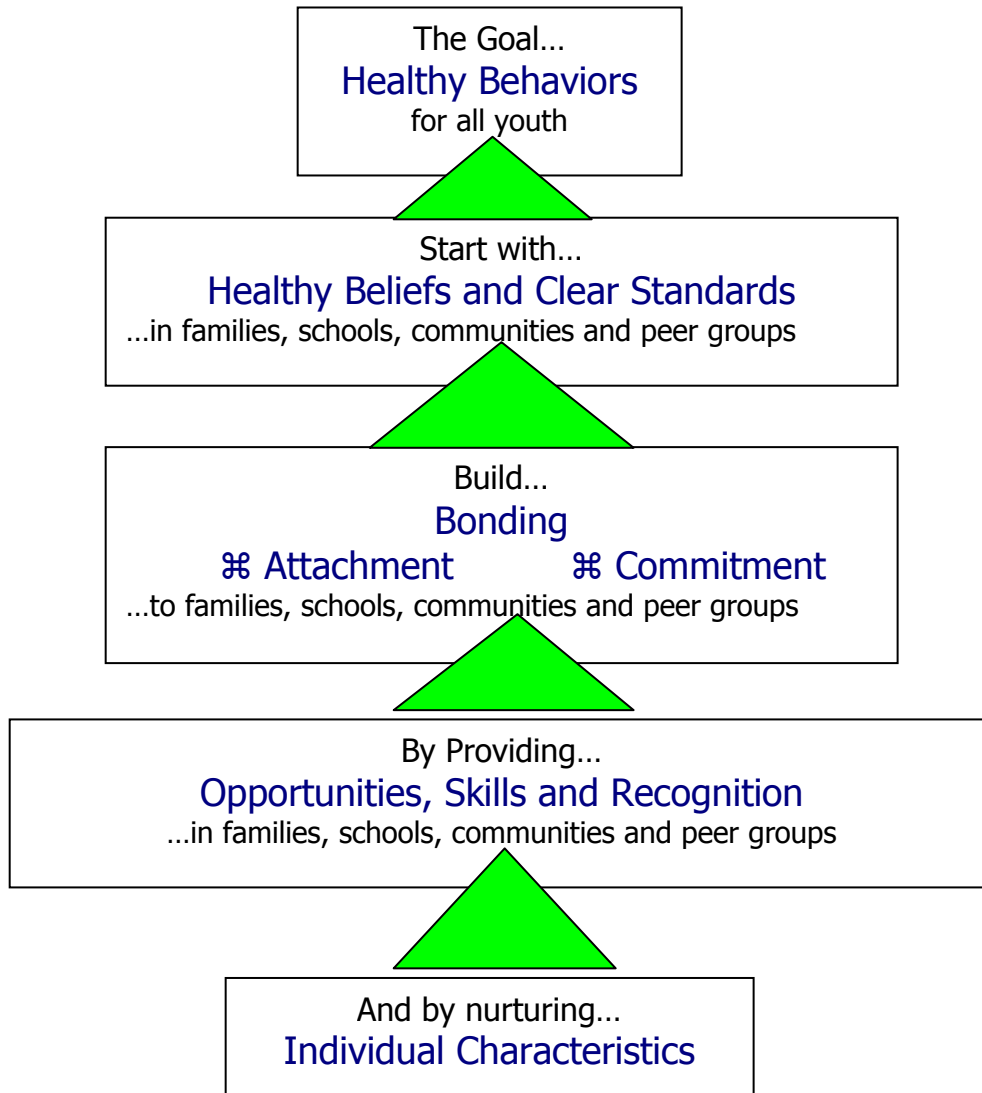 The Goal…
Healthy Behaviors
for all youth
Start with…
Healthy Beliefs and Clear Standards
…in families, schools, communities and peer groups
Build…
Bonding
⌘ Attachment ⌘ Commitment
…to families, schools, communities and peer groups
By Providing…
Opportunities, Skills and Recognition
…in families, schools, communities and peer groups
And by nurturing…
Individual Characteristics